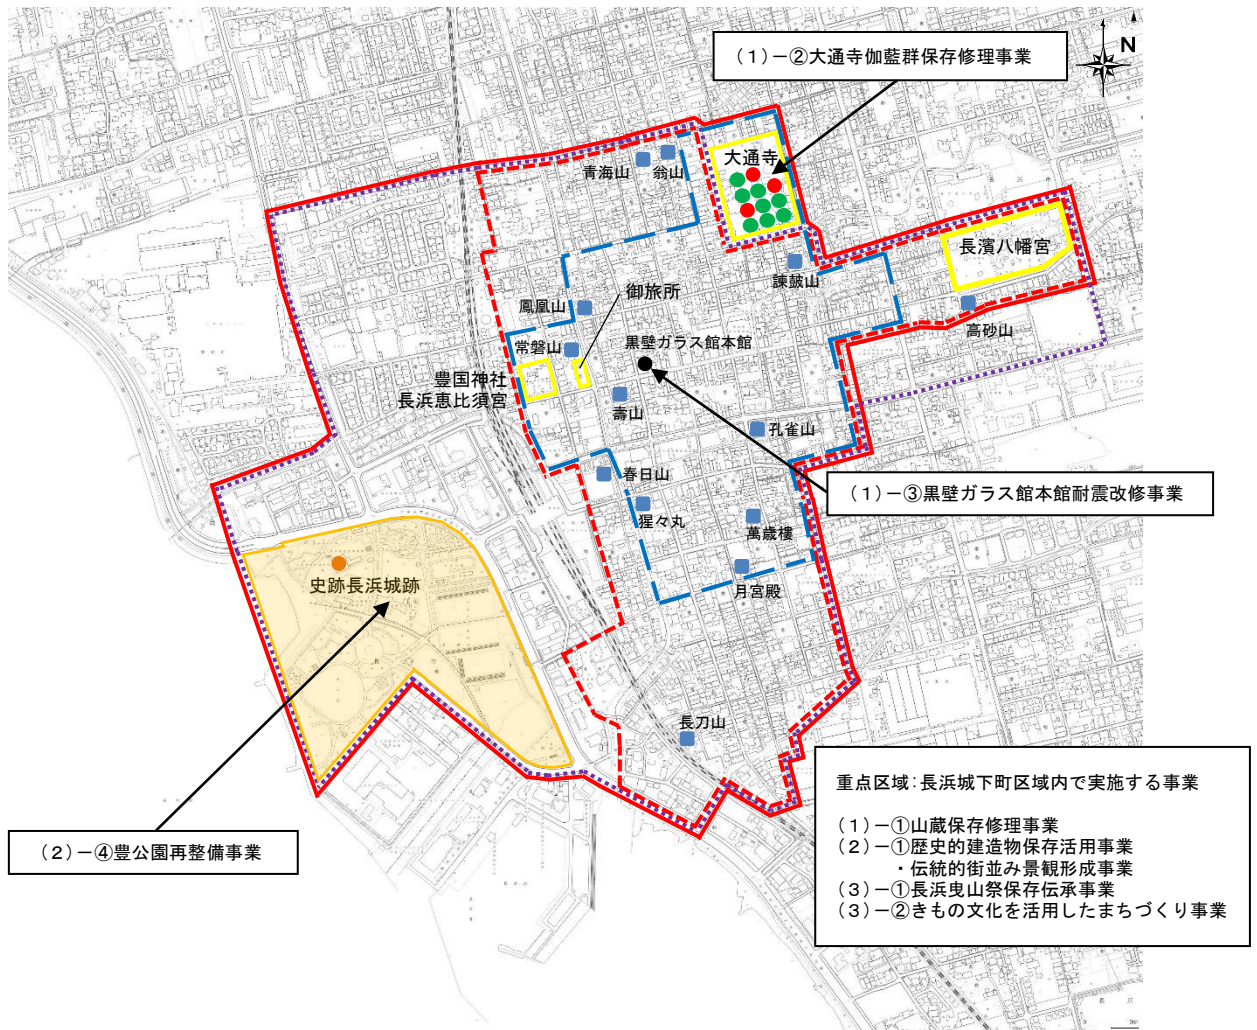 （１）－②大通寺伽藍群保存修理事業
N
大通寺
青海山
翁山
長濱八幡宮
諫鼓山
御旅所
高砂山
鳳凰山
常磐山
黒壁ガラス館本館
豊国神社
長浜恵比須宮
壽山
孔雀山
春日山
（１）－③黒壁ガラス館本館耐震改修事業
猩々丸
萬歳樓
月宮殿
史跡長浜城跡
長刀山
重点区域：長浜城下町区域内で実施する事業
（１）－①山蔵保存修理事業
（２）－①歴史的建造物保存活用事業
・伝統的街並み景観形成事業
（３）－①長浜曳山祭保存伝承事業
（３）－②きもの文化を活用したまちづくり事業
（２）－④豊公園再整備事業